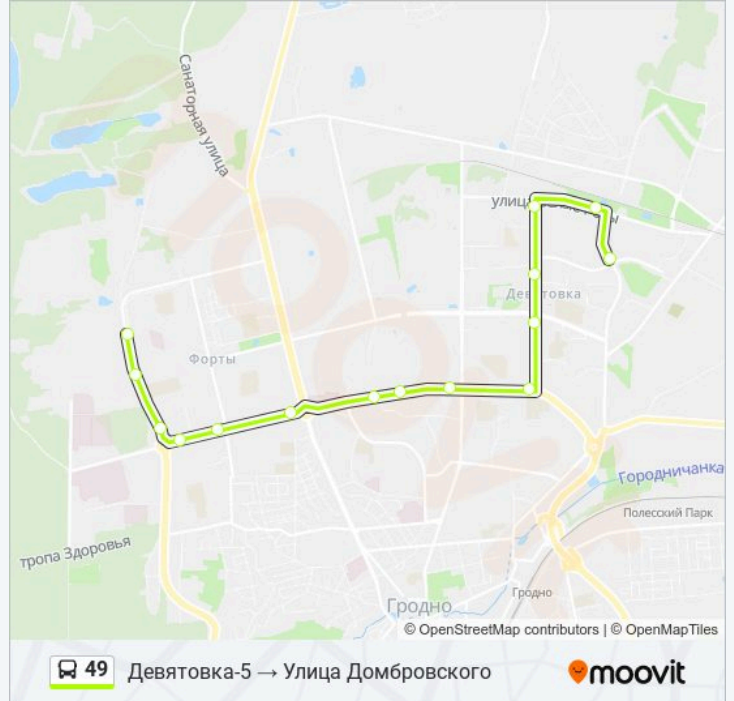 Санаторная улица
улица
Девятовка
Форты
Городничанка
Полесский Парк
тропа Здоровья
Гродно
Гродно
© OpenStreetMap contributors | © OpenMapTiles
49 Девятовка-5 → Улица Домбровского
moovit